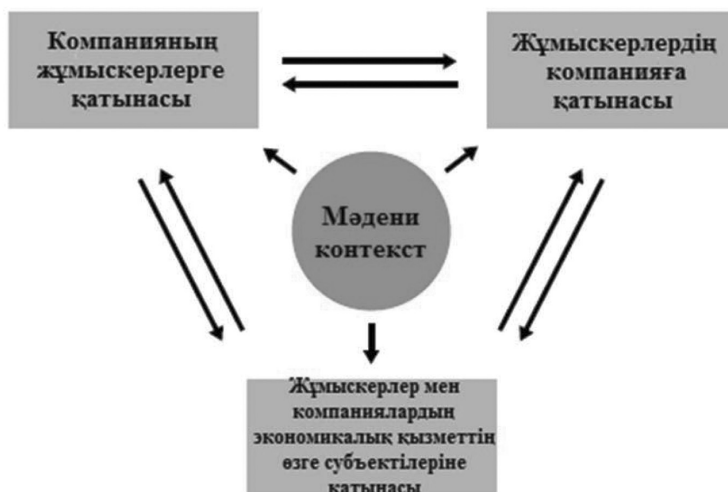 Компанияның
жұмыскерлерге
қатынасы
Жұмыскерлердің
компанияға
қатынасы
Мәдени
контекст
Жұмыскерлер мен
компаниялардың
экономикалық қызметтің
өзге субъектілеріне
қатынасы